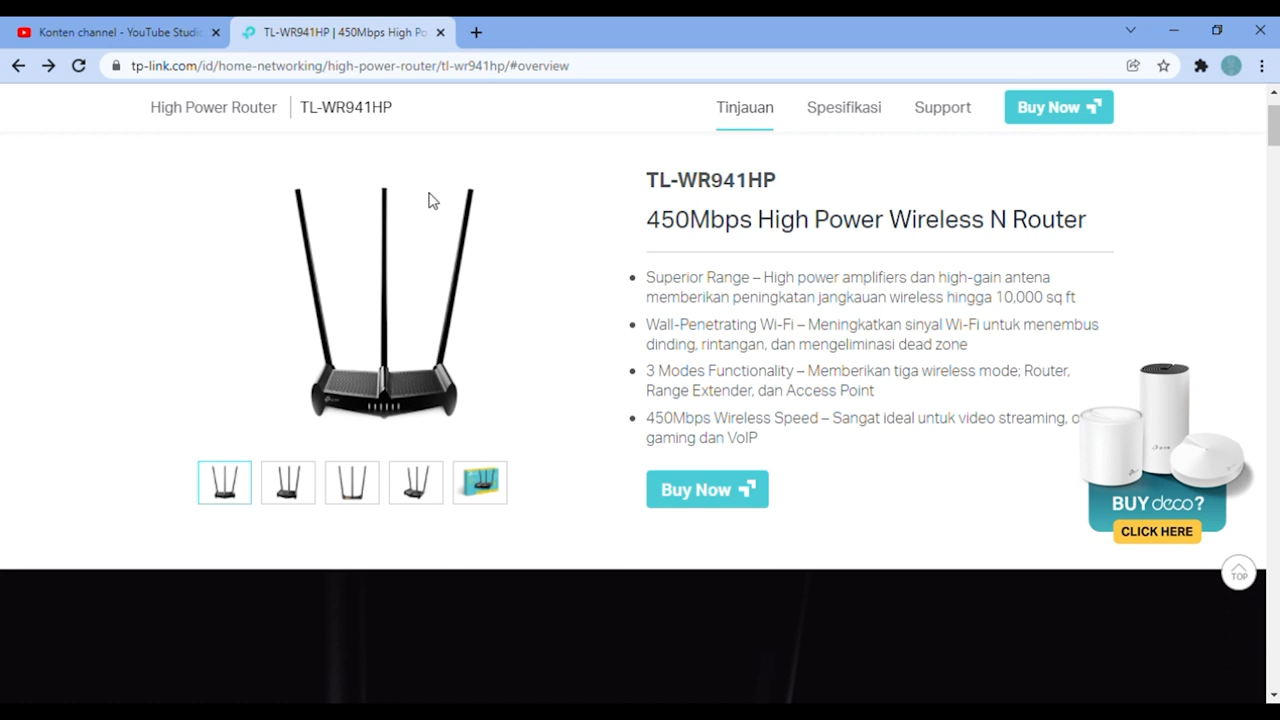 Konten channel - YouTube Studio
TL-WR941HP | 450Mbps High Po
tp-link.com/id/home-networking/high-power-router/tl-wr941hp/#overview
High Power Router TL-WR941HP Tinjauan Spesifikasi Support Buy Now
TL-WR941HP
450Mbps High Power Wireless N Router
Superior Range – High power amplifiers dan high-gain antena
memberikan peningkatan jangkauan wireless hingga 10,000 sq ft
Wall-Penetrating Wi-Fi – Meningkatkan sinyal Wi-Fi untuk menembus
dinding, rintangan, dan mengeliminasi dead zone
3 Modes Functionality – Memberikan tiga wireless mode; Router,
Range Extender, dan Access Point
450Mbps Wireless Speed – Sangat ideal untuk video streaming, o
gaming dan VoIP
Buy Now
BUY deco?
CLICK HERE
TOP